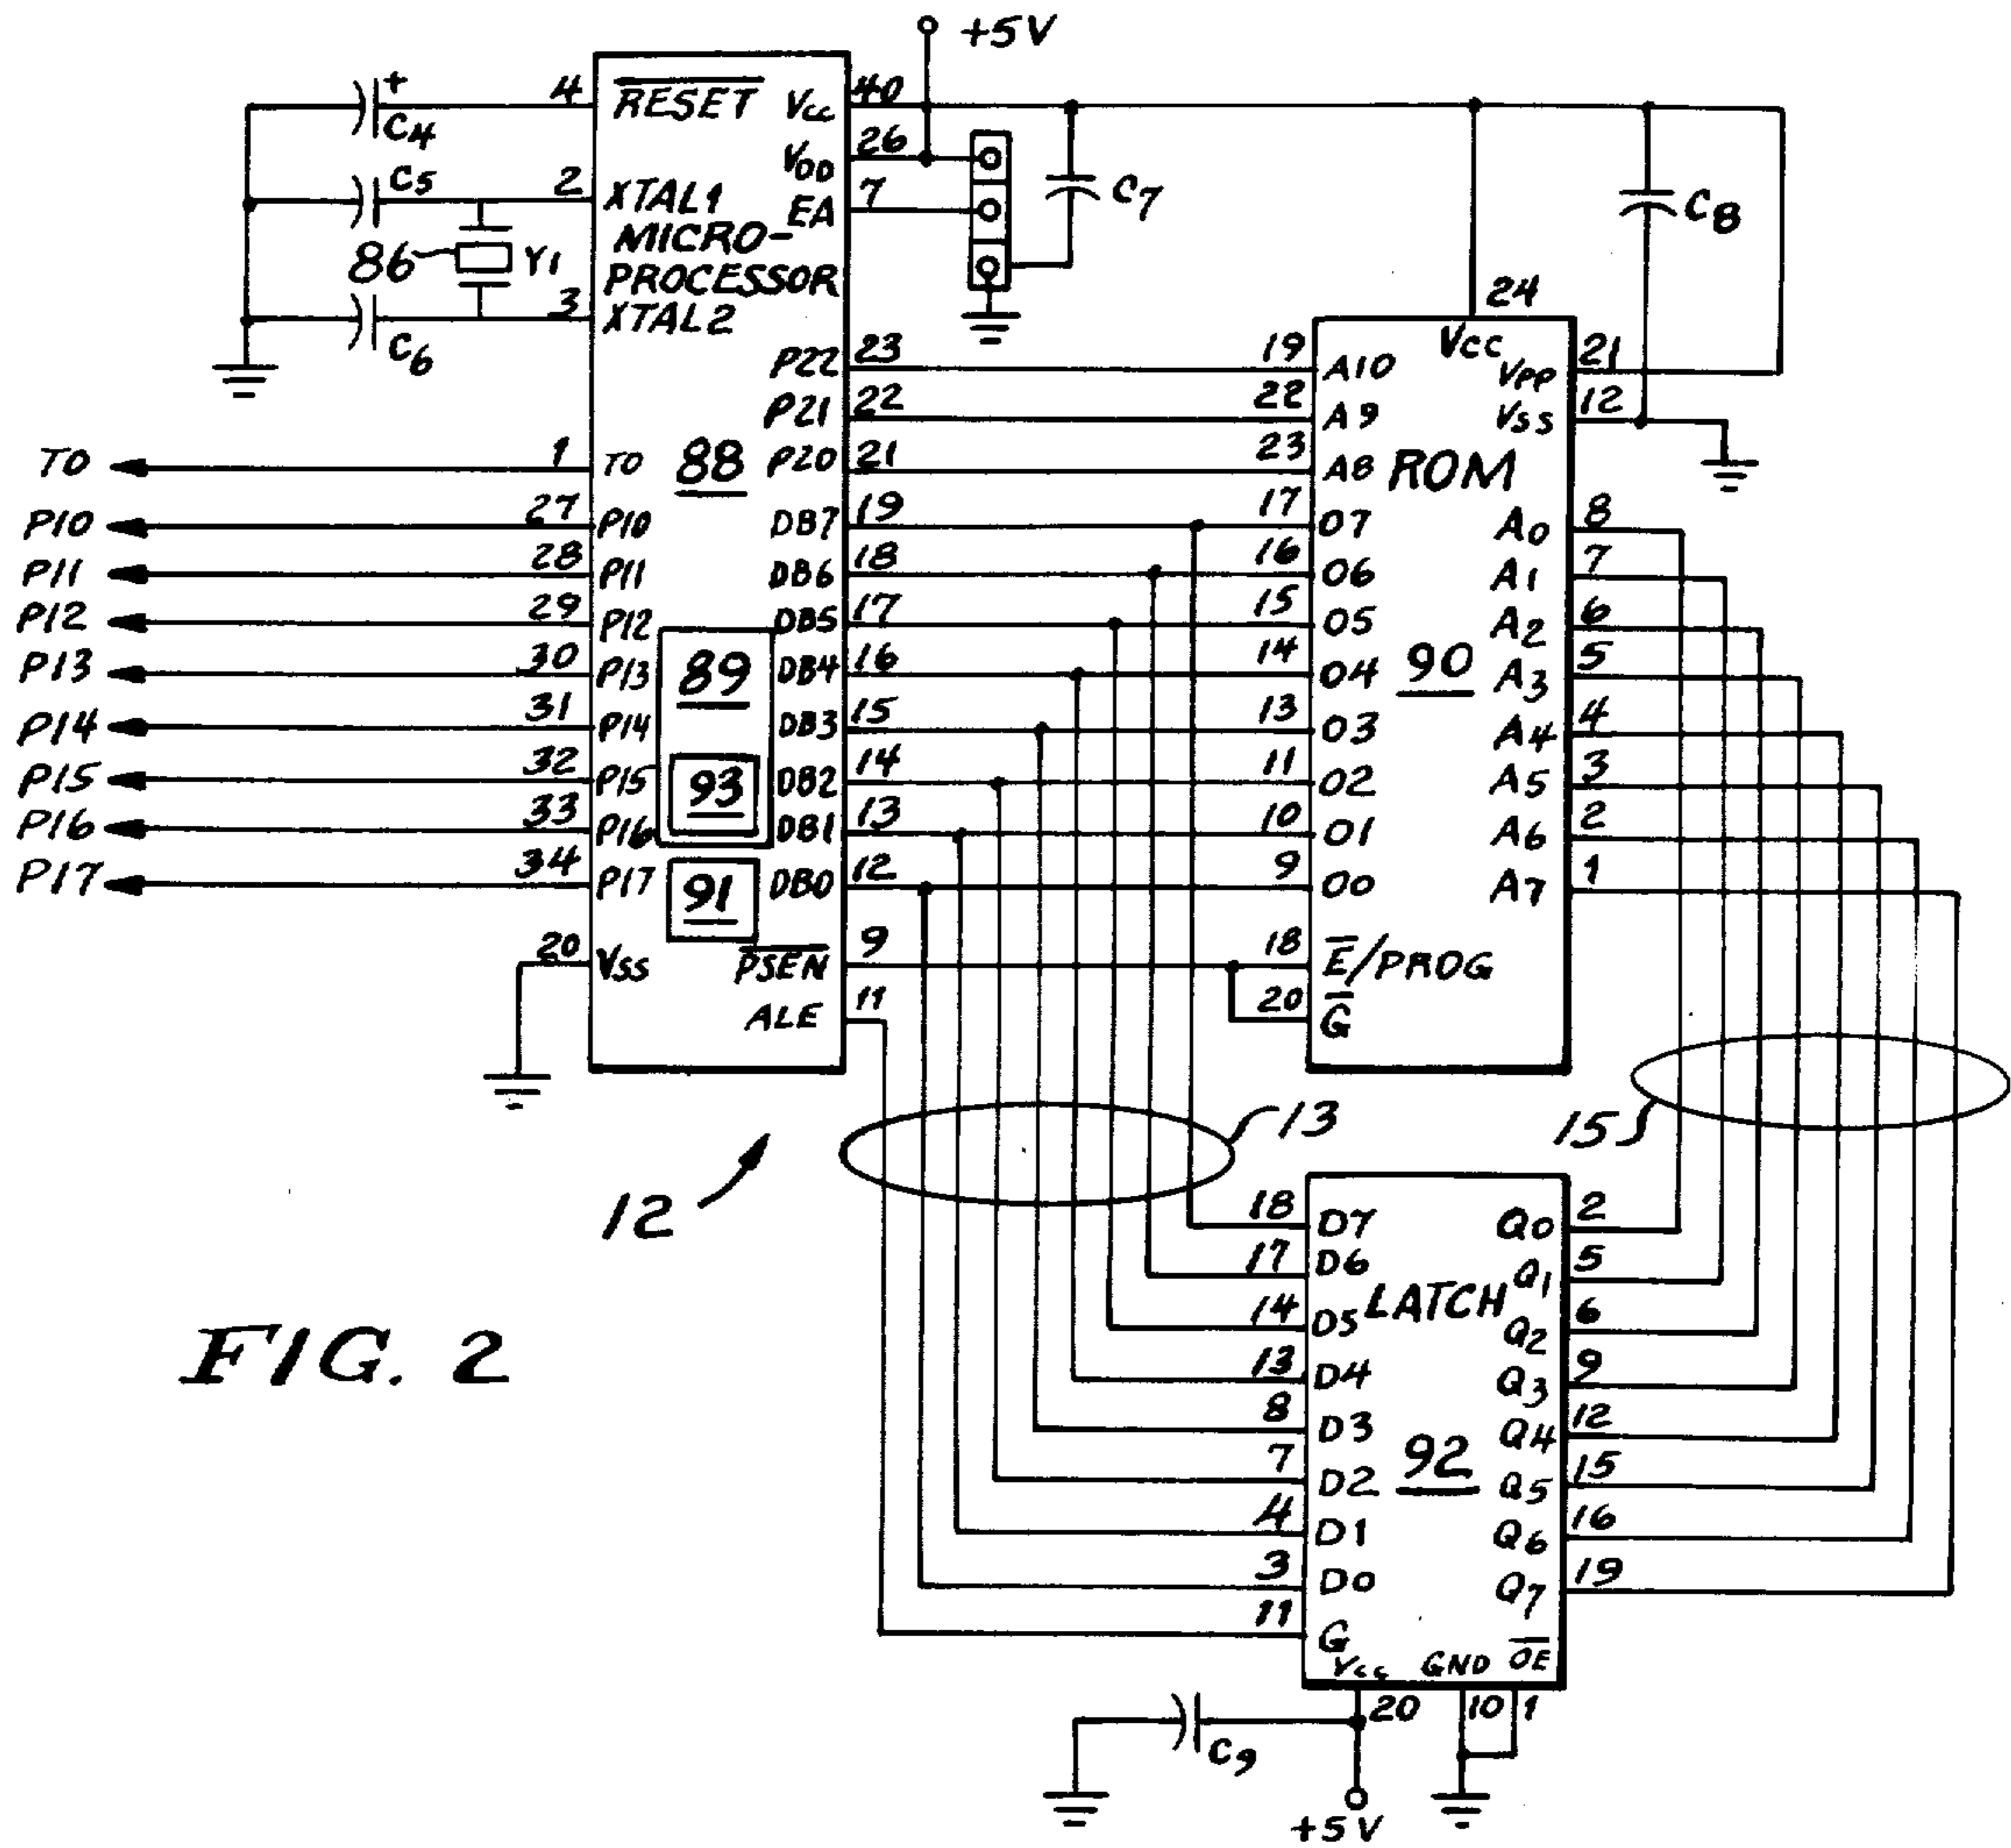 +5V
4 RESET VCC 40
+
C4
VDD 26
C5 2 XTAL1 EA 7
MICRO-
PROCESSOR
86 Y1
C7
C8
3 XTAL2
C6
24
VCC
P22 23 19 A10 VPP 21
P21 22 22 A9 VSS 12
T0 1 T0 88 P20 21 23 A8 ROM
P10 27 P10 DB7 19 17 O7 A0 8
P11 28 P11 DB6 18 16 O6 A1 7
P12 29 P12 DB5 17 15 O5 A2 6
P13 30 P13 89 DB4 16 14 O4 90 A3 5
P14 31 P14 DB3 15 13 O3 A4 4
P15 32 P15 93 DB2 14 11 O2 A5 3
P16 33 P16 DB1 13 10 O1 A6 2
P17 34 P17 91 DB0 12 9 O0 A7 1
20 VSS PSEN 9 18 E/PROG
ALE 11 20 G
13
15
12
18 D7 Q0 2
17 D6 Q1 5
LATCH
14 D5 Q2 6
13 D4 Q3 9
8 D3 Q4 12
7 D2 92 Q5 15
4 D1 Q6 16
3 D0 Q7 19
11 G
VCC GND OE
20 10 1
C9
+5V
FIG. 2